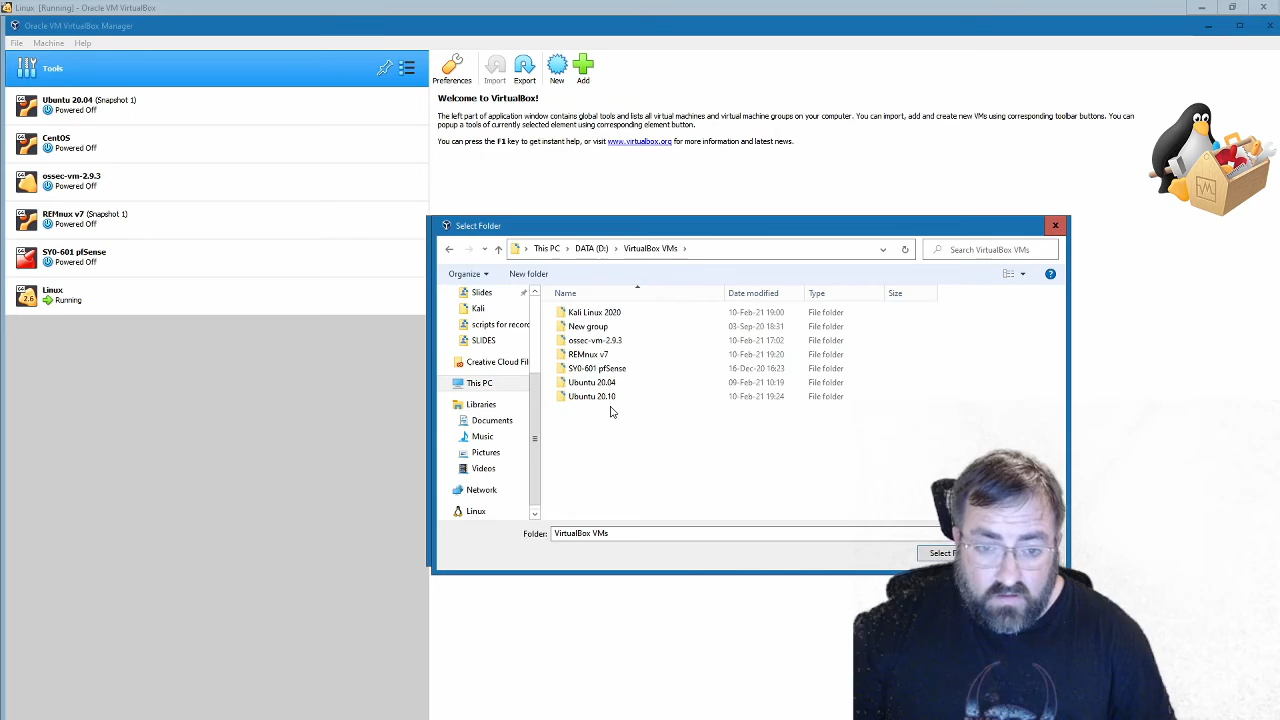 Linux [Running] - Oracle VM VirtualBox
Oracle VM VirtualBox Manager
File Machine Help
Tools
Preferences Import Export New Add
Ubuntu 20.04 (Snapshot 1)
Powered Off
CentOS
Powered Off
ossec-vm-2.9.3
Powered Off
REMnux v7 (Snapshot 1)
Powered Off
SY0-601 pfSense
Powered Off
Linux
Running
2.6
Welcome to VirtualBox!
The left part of application window contains global tools and lists all virtual machines and virtual machine groups on your computer. You can import, add and create new VMs using corresponding toolbar buttons. You can
popup a tools of currently selected element using corresponding element button.
You can press the F1 key to get instant help, or visit www.virtualbox.org for more information and latest news.
Select Folder
This PC > DATA (D:) > VirtualBox VMs >
Search VirtualBox VMs
Organize New folder
Slides
Kali
scripts for recor
SLIDES
Creative Cloud Fil
This PC
Libraries
Documents
Music
Pictures
Videos
Network
Linux
Name Date modified Type Size
Kali Linux 2020 10-Feb-21 19:00 File folder
New group 03-Sep-20 18:31 File folder
ossec-vm-2.9.3 10-Feb-21 17:02 File folder
REMnux v7 10-Feb-21 19:20 File folder
SY0-601 pfSense 16-Dec-20 16:23 File folder
Ubuntu 20.04 09-Feb-21 10:19 File folder
Ubuntu 20.10 10-Feb-21 19:24 File folder
Folder: VirtualBox VMs
Select F